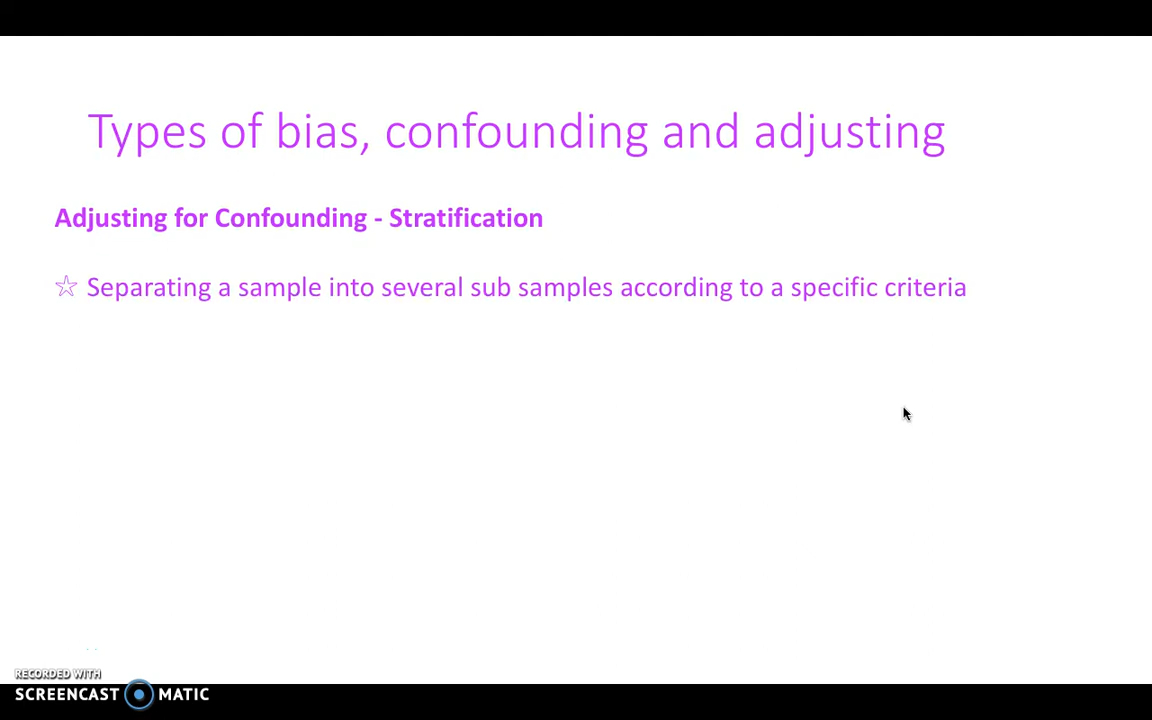 Types of bias, confounding and adjusting
Adjusting for Confounding - Stratification
☆ Separating a sample into several sub samples according to a specific criteria
RECORDED WITH
SCREENCAST MATIC